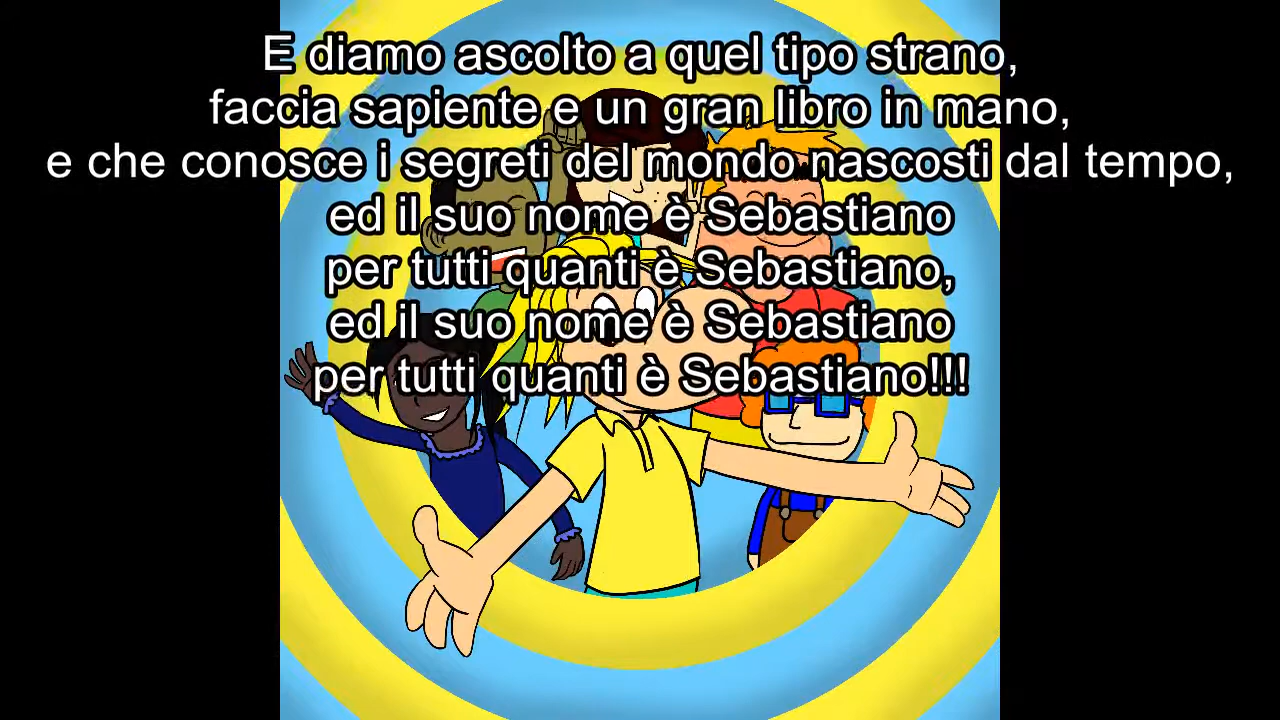 E diamo ascolto a quel tipo strano,
faccia sapiente e un gran libro in mano,
e che conosce i segreti del mondo nascosti dal tempo,
ed il suo nome è Sebastiano
per tutti quanti è Sebastiano,
ed il suo nome è Sebastiano
per tutti quanti è Sebastiano!!!